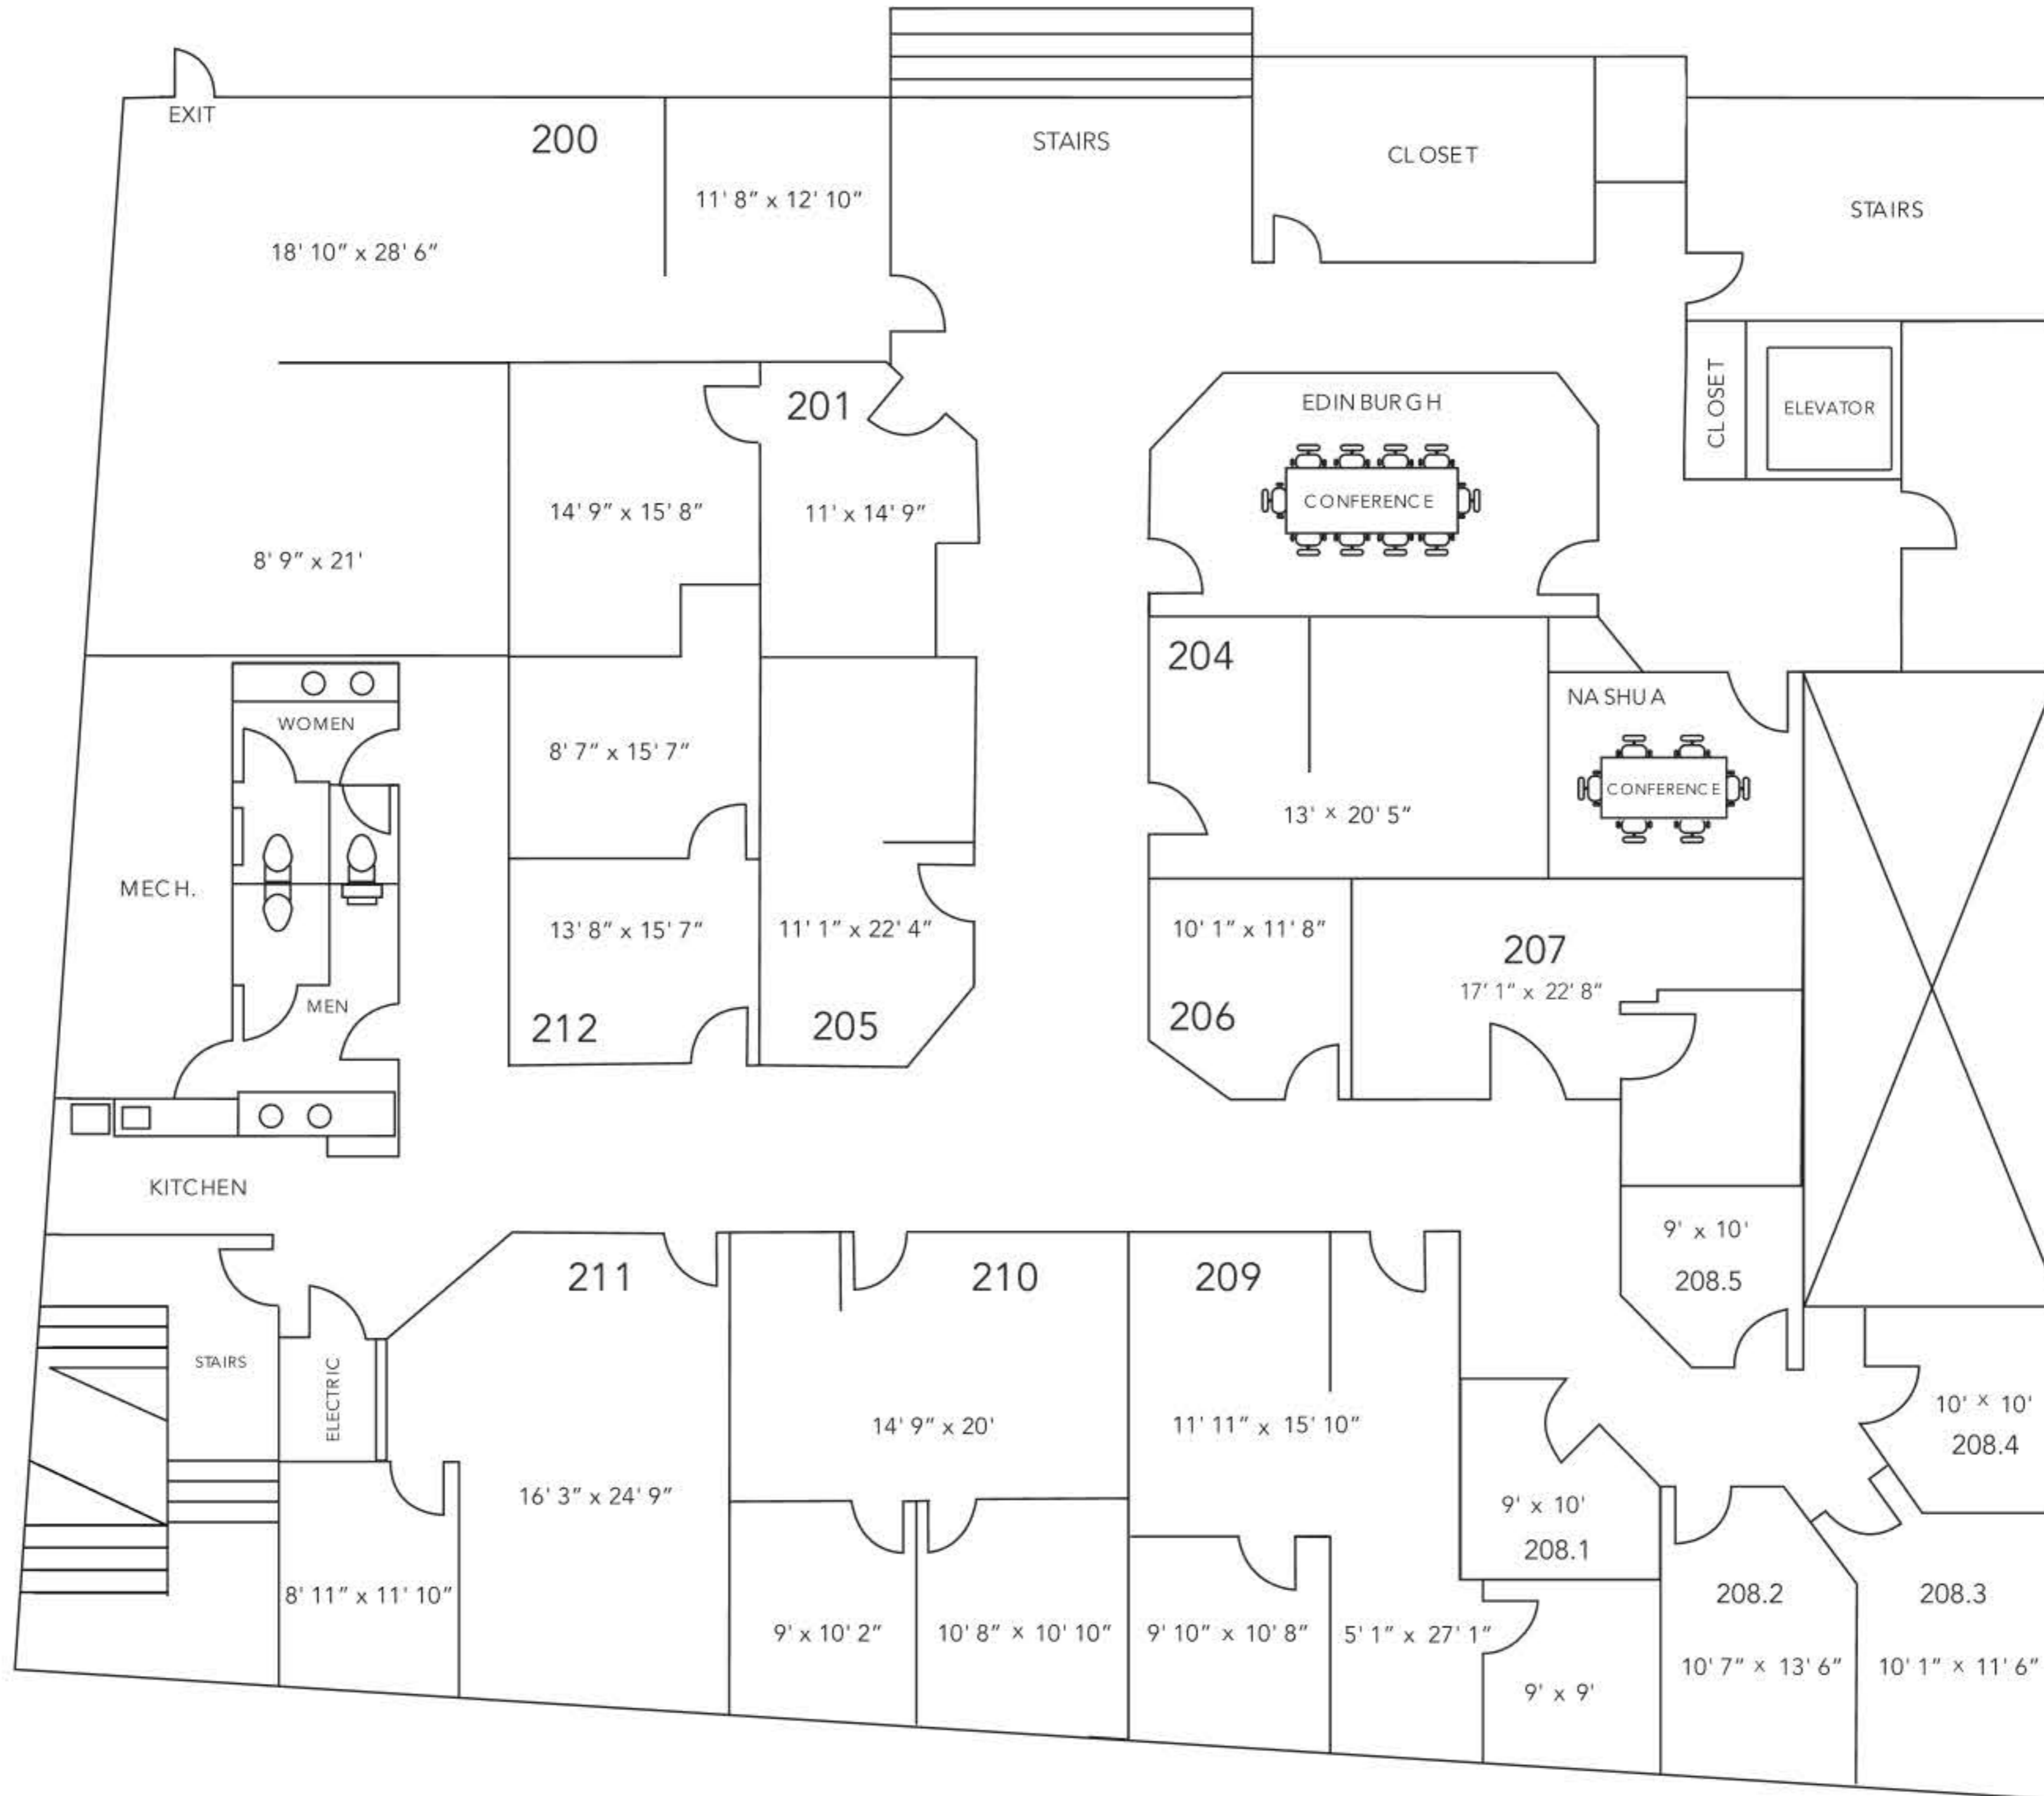 EXIT
200
STAIRS
CLOSET
11' 8" x 12' 10"
STAIRS
18' 10" x 28' 6"
201
EDINBURGH
CLOSET
ELEVATOR
14' 9" x 15' 8"
11' x 14' 9"
CONFERENCE
8' 9" x 21'
204
NASHUA
WOMEN
8' 7" x 15' 7"
CONFERENCE
13' x 20' 5"
MECH.
13' 8" x 15' 7"
11' 1" x 22' 4"
10' 1" x 11' 8"
207
17' 1" x 22' 8"
MEN
212
205
206
KITCHEN
9' x 10'
208.5
211
210
209
STAIRS
ELECTRIC
14' 9" x 20'
11' 11" x 15' 10"
10' x 10'
208.4
16' 3" x 24' 9"
9' x 10'
208.1
8' 11" x 11' 10"
208.2
208.3
9' x 10' 2"
10' 8" x 10' 10"
9' 10" x 10' 8"
5' 1" x 27' 1"
10' 7" x 13' 6"
10' 1" x 11' 6"
9' x 9'